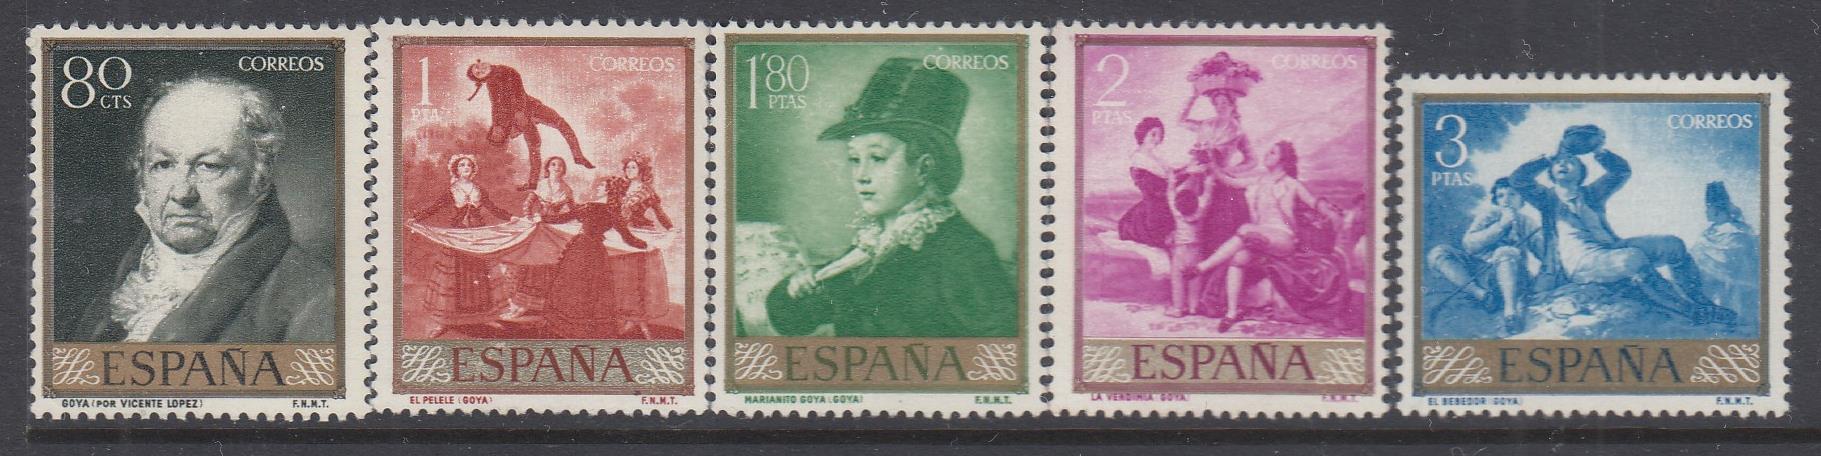 80
CTS
CORREOS
ESPAÑA
GOYA (POR VICENTE LOPEZ)
F.N.M.T.
1
PTA
CORREOS
ESPAÑA
EL PELELE (GOYA)
F.N.M.T.
1'80
PTAS
CORREOS
ESPAÑA
MARIANITO GOYA (GOYA)
F.N.M.T.
2
PTAS
CORREOS
ESPAÑA
LA VENDIMIA (GOYA)
F.N.M.T.
3
PTAS
CORREOS
ESPAÑA
EL BEBEDOR (GOYA)
F.N.M.T.